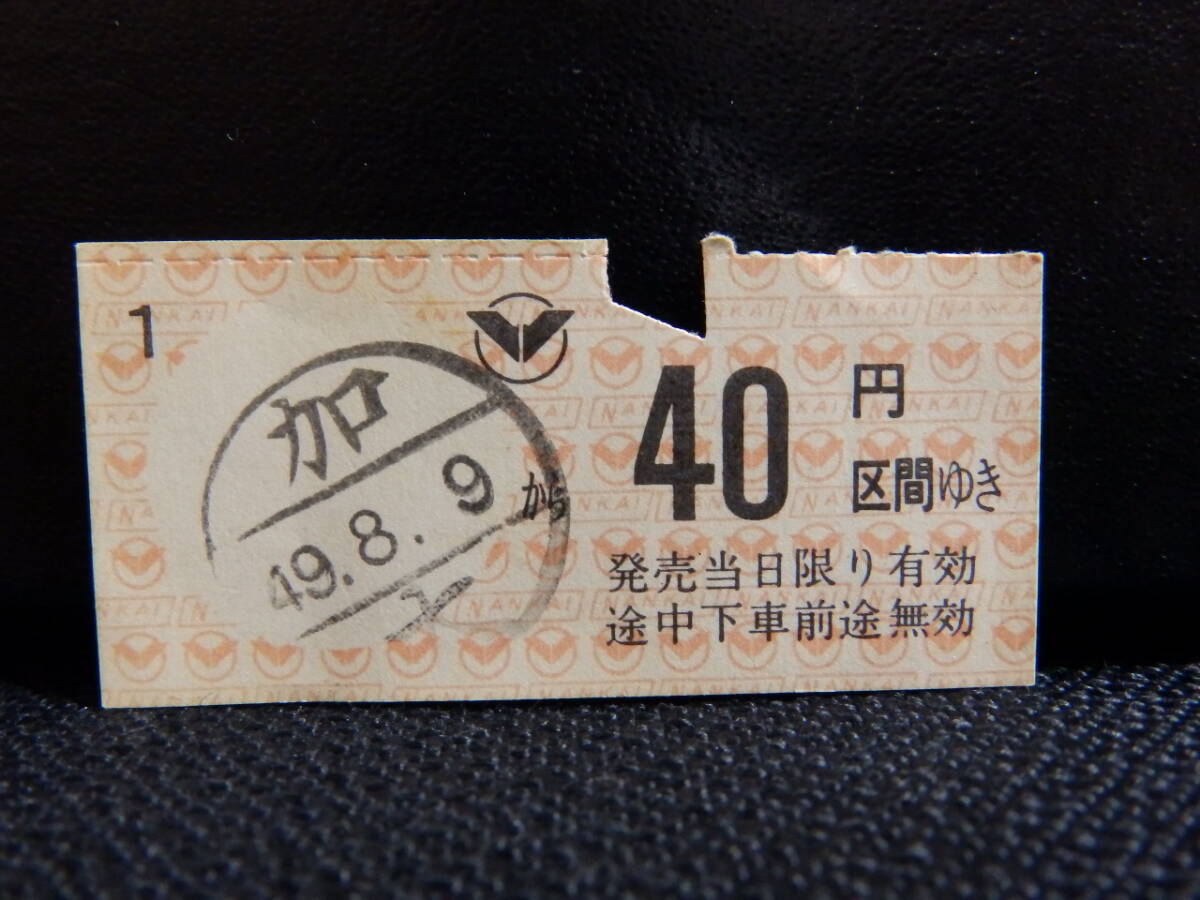 1
加
49.8.9
から
40円
区間ゆき
発売当日限り有効
途中下車前途無効
NANKAI